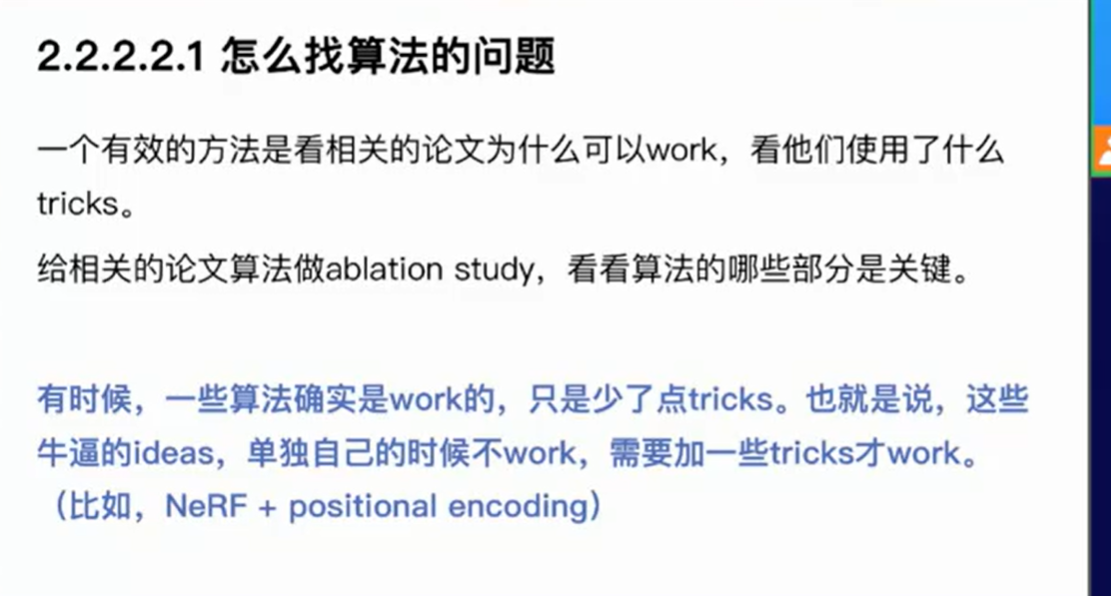 2.2.2.2.1 怎么找算法的问题
一个有效的方法是看相关的论文为什么可以work，看他们使用了什么
tricks。
给相关的论文算法做ablation study，看看算法的哪些部分是关键。
有时候，一些算法确实是work的，只是少了点tricks。也就是说，这些
牛逼的ideas，单独自己的时候不work，需要加一些tricks才work。
（比如，NeRF + positional encoding）